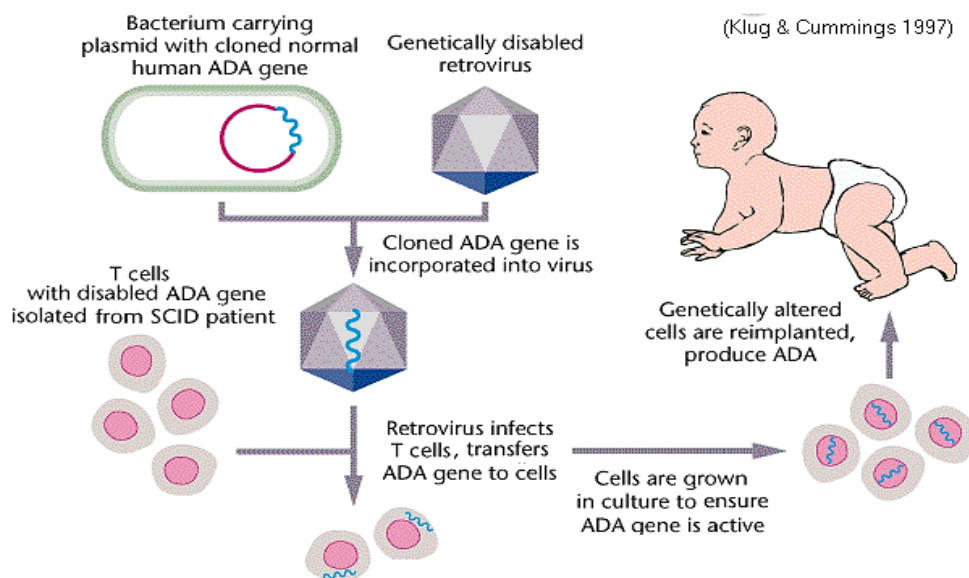 Bacterium carrying
plasmid with cloned normal
human ADA gene
Genetically disabled
retrovirus
(Klug & Cummings 1997)
Cloned ADA gene is
incorporated into virus
T cells
with disabled ADA gene
isolated from SCID patient
Genetically altered
cells are reimplanted,
produce ADA
Retrovirus infects
T cells, transfers
ADA gene to cells
Cells are grown
in culture to ensure
ADA gene is active